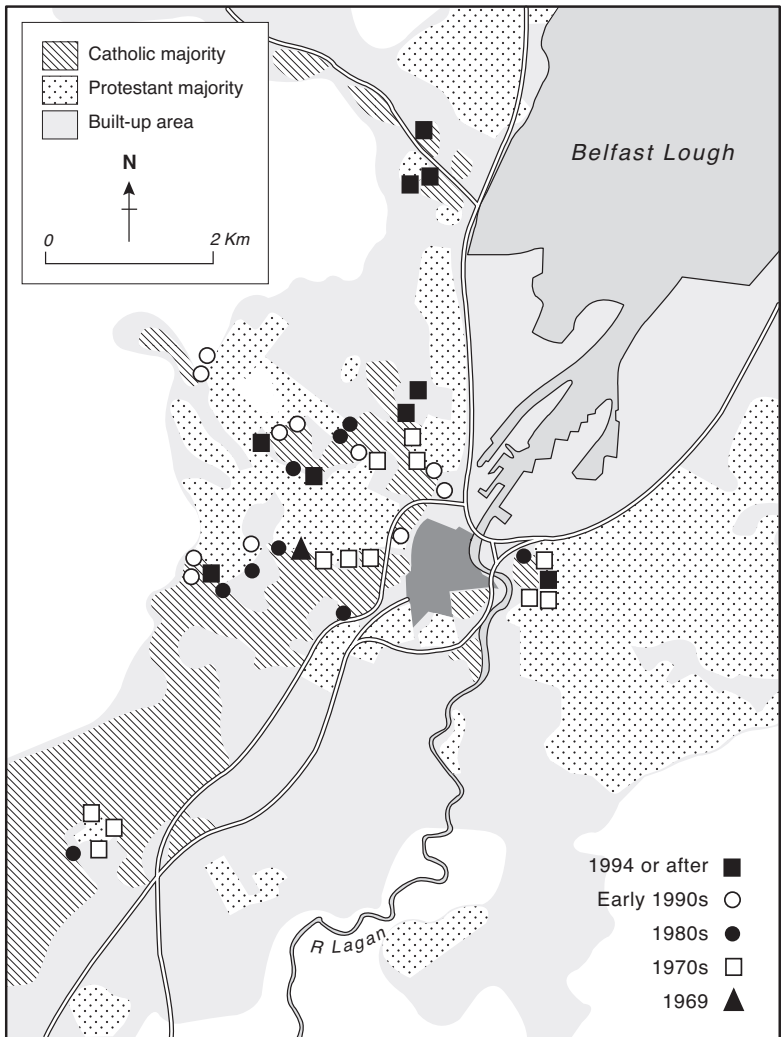 Catholic majority
Protestant majority
Built-up area
N
0 2 Km
Belfast Lough
R Lagan
1994 or after
Early 1990s
1980s
1970s
1969